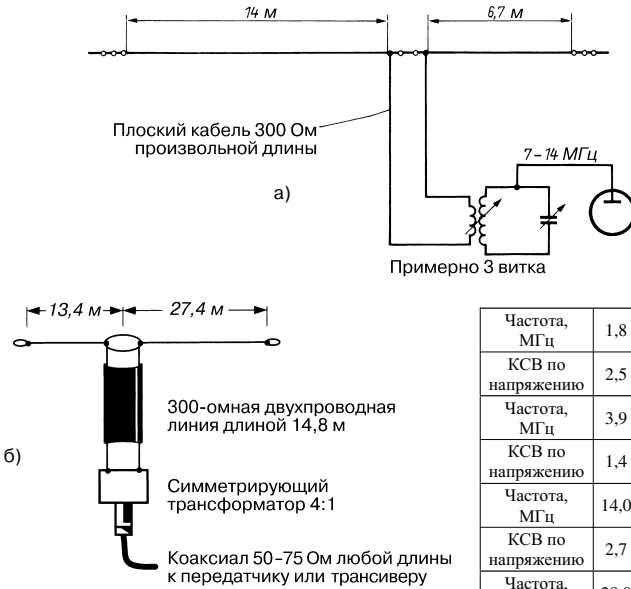 14 м
6,7 м
Плоский кабель 300 Ом
произвольной длины
7–14 МГц
а)
Примерно 3 витка
13,4 м
27,4 м
300-омная двухпроводная
линия длиной 14,8 м
б)
Симметрирующий
трансформатор 4:1
Коаксиал 50–75 Ом любой длины
к передатчику или трансиверу
Частота,
МГц
1,8
КСВ по
напряжению
2,5
Частота,
МГц
3,9
КСВ по
напряжению
1,4
Частота,
МГц
14,0
КСВ по
напряжению
2,7
Частота,